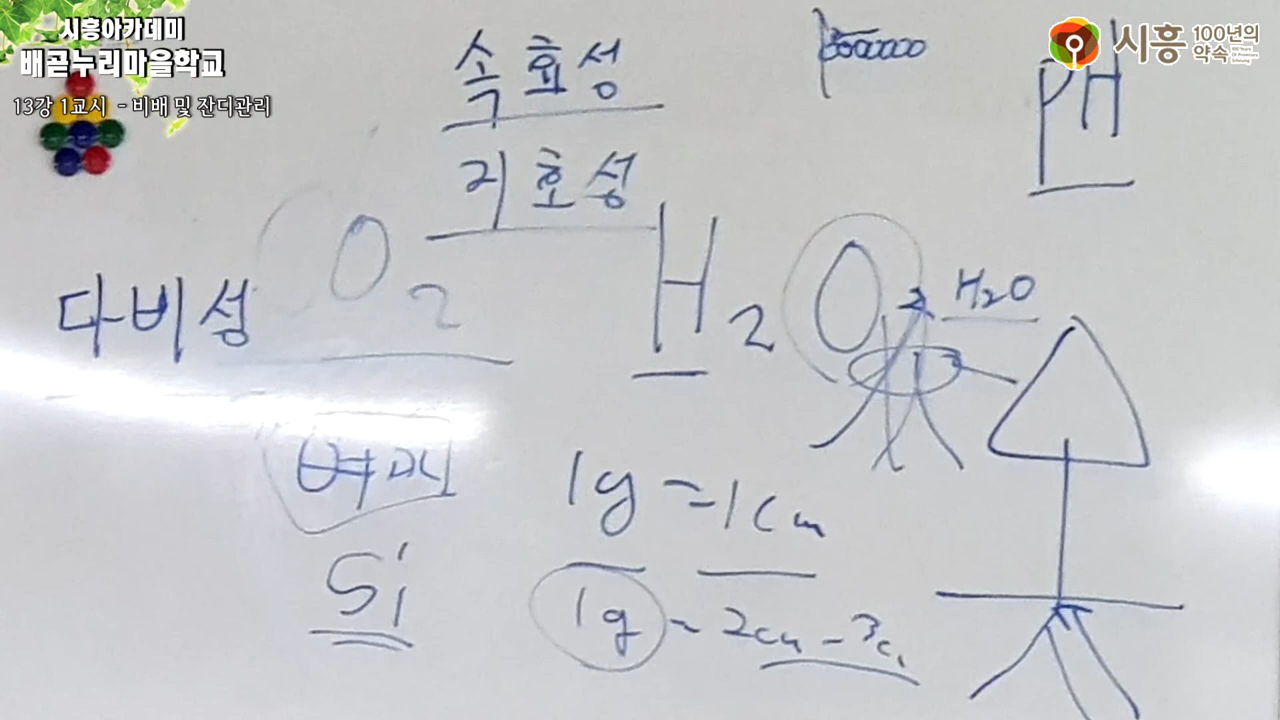 시흥아카데미
배곧누리마을학교
13강 1교시 - 비배 및 잔디관리
시흥 100년의 약속
속효성
지효성
PH
다비성 O2 H2O
H2O
벼
Si
1g = 1cm
1g = 2cm - 3c